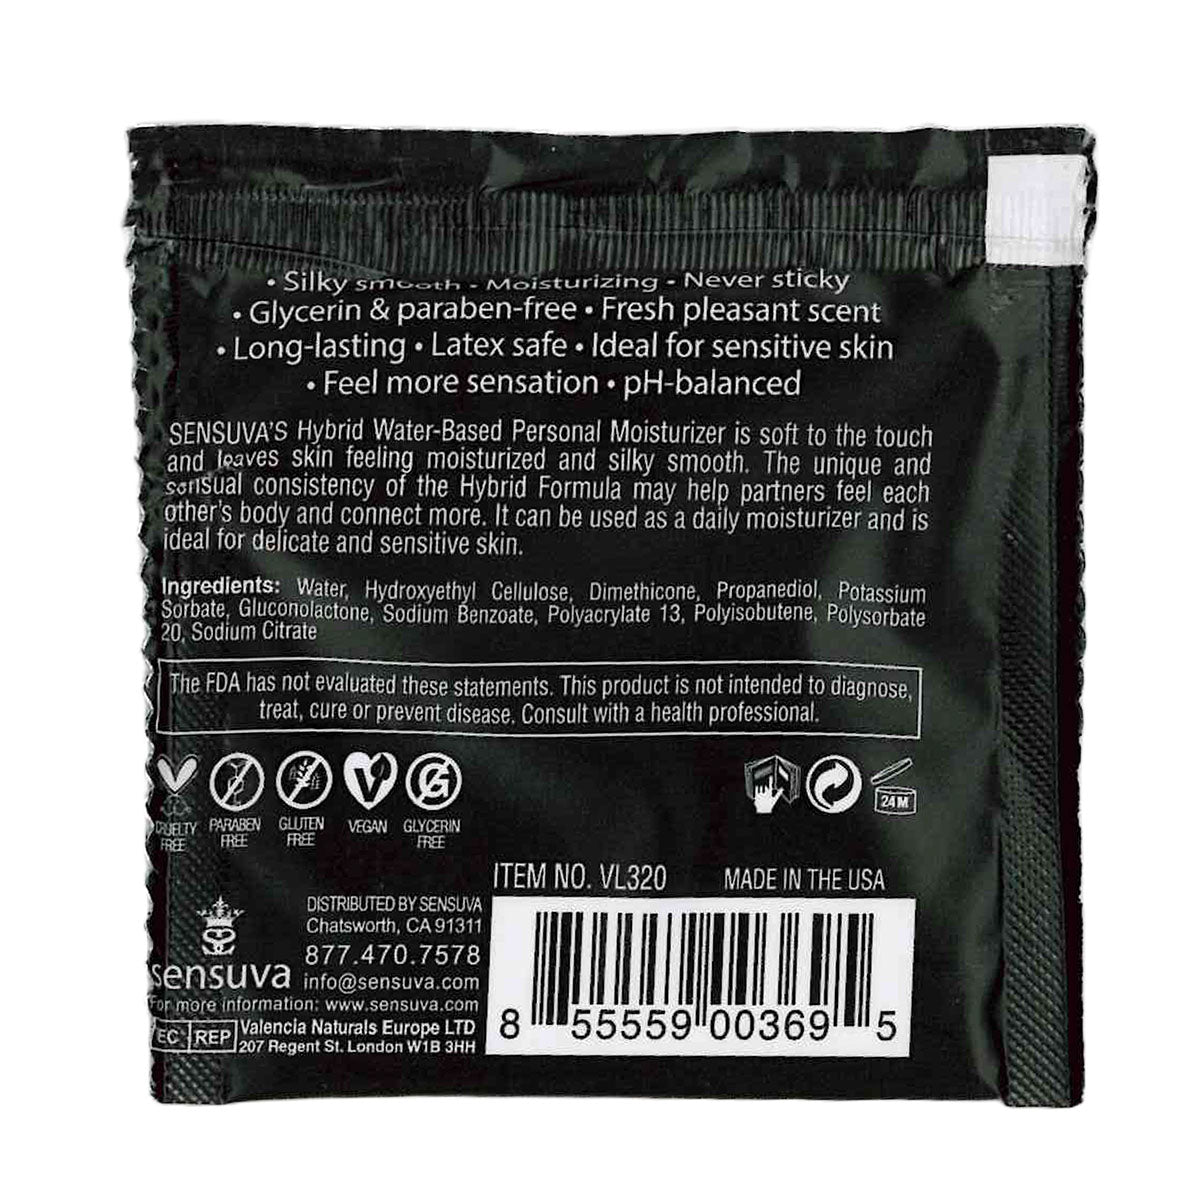 • Silky smooth • Moisturizing • Never sticky
• Glycerin & paraben-free • Fresh pleasant scent
• Long-lasting • Latex safe • Ideal for sensitive skin
• Feel more sensation • pH-balanced
SENSUVA'S Hybrid Water-Based Personal Moisturizer is soft to the touch
and leaves skin feeling moisturized and silky smooth. The unique and
sensual consistency of the Hybrid Formula may help partners feel each
other's body and connect more. It can be used as a daily moisturizer and is
ideal for delicate and sensitive skin.
Ingredients: Water, Hydroxyethyl Cellulose, Dimethicone, Propanediol, Potassium
Sorbate, Gluconolactone, Sodium Benzoate, Polyacrylate 13, Polyisobutene, Polysorbate
20, Sodium Citrate
The FDA has not evaluated these statements. This product is not intended to diagnose,
treat, cure or prevent disease. Consult with a health professional.
CRUELTY
FREE
PARABEN
FREE
GLUTEN
FREE
V
VEGAN
G
GLYCERIN
FREE
24M
ITEM NO. VL320 MADE IN THE USA
DISTRIBUTED BY SENSUVA
Chatsworth, CA 91311
877.470.7578
sensuva info@sensuva.com
For more information: www.sensuva.com
EC REP
Valencia Naturals Europe LTD
207 Regent St. London W1B 3HH
8 55559 00369 5